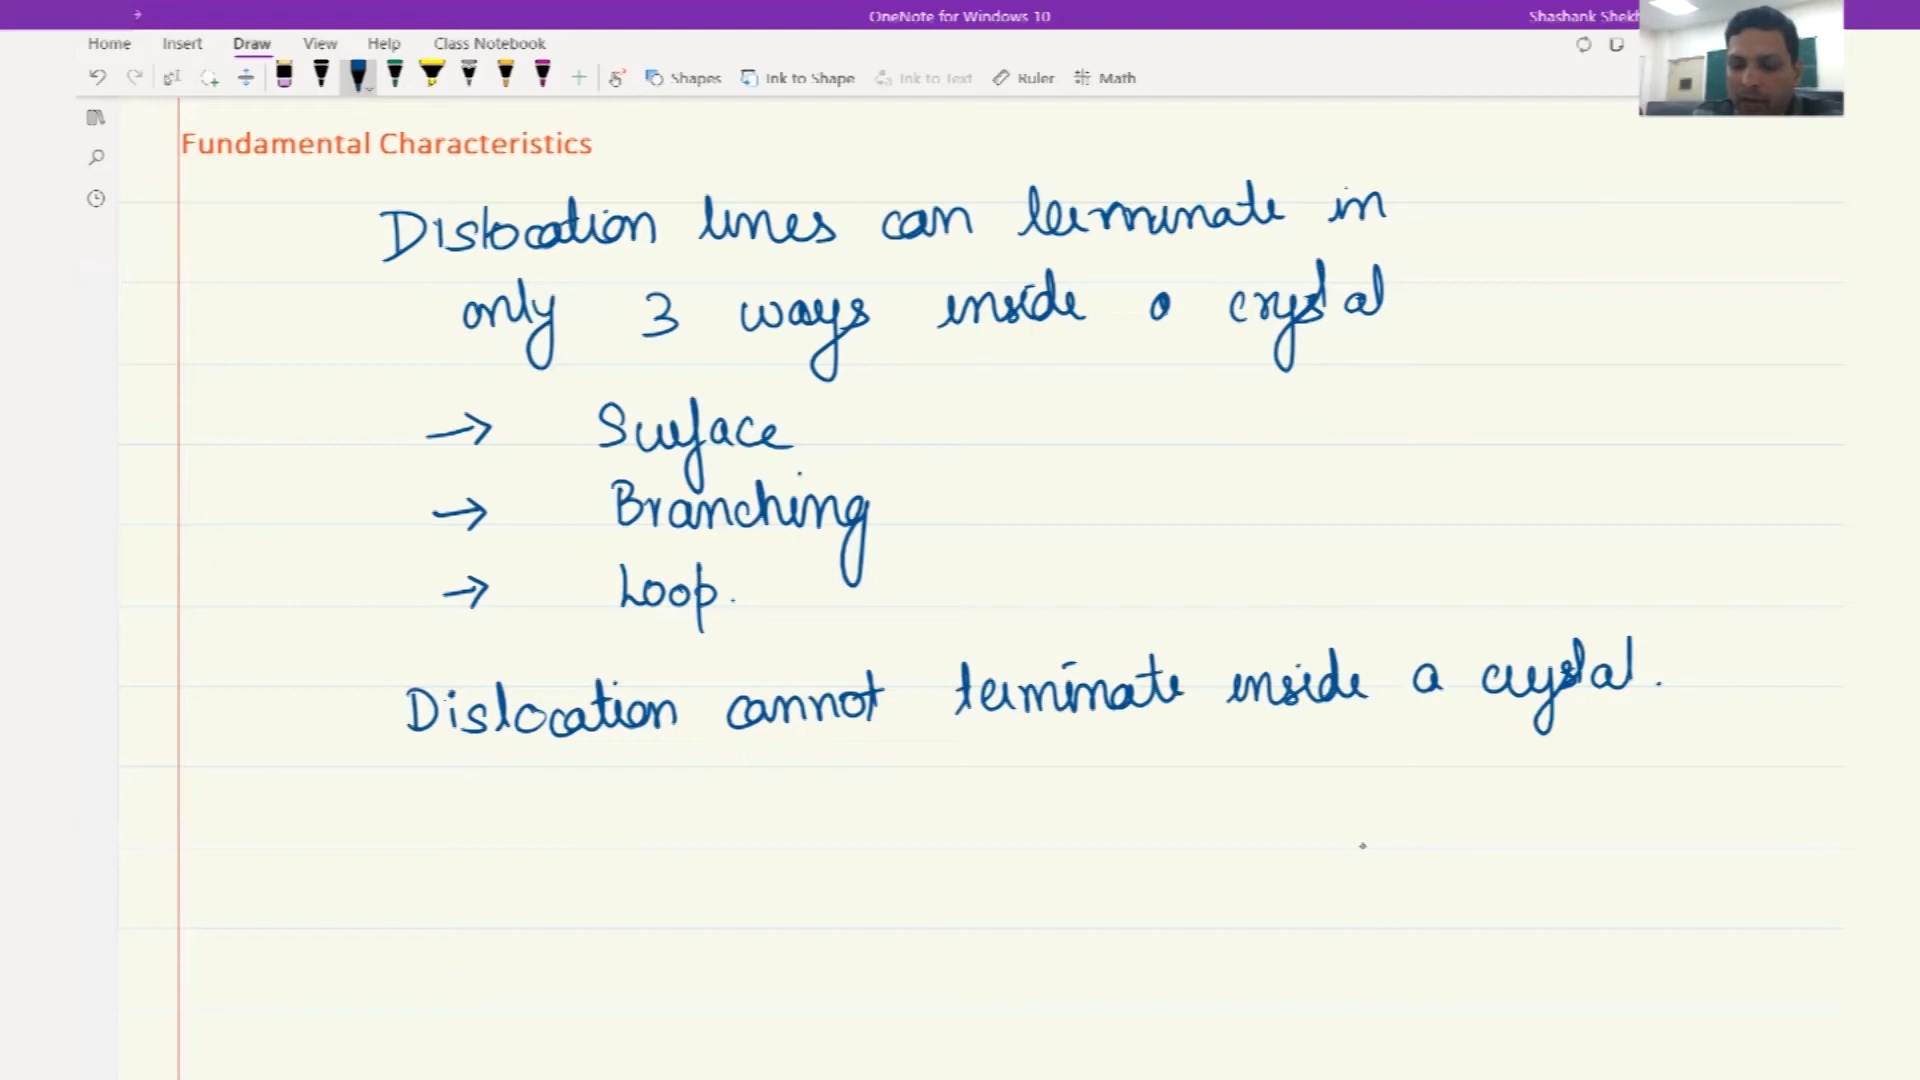 OneNote for Windows 10
Shashank Shekh
Home Insert Draw View Help Class Notebook
Shapes Ink to Shape Ink to Text Ruler Math
Fundamental Characteristics
Dislocation lines can terminate in
only 3 ways inside a crystal
→ Surface
→ Branching
→ Loop.
Dislocation cannot terminate inside a crystal.